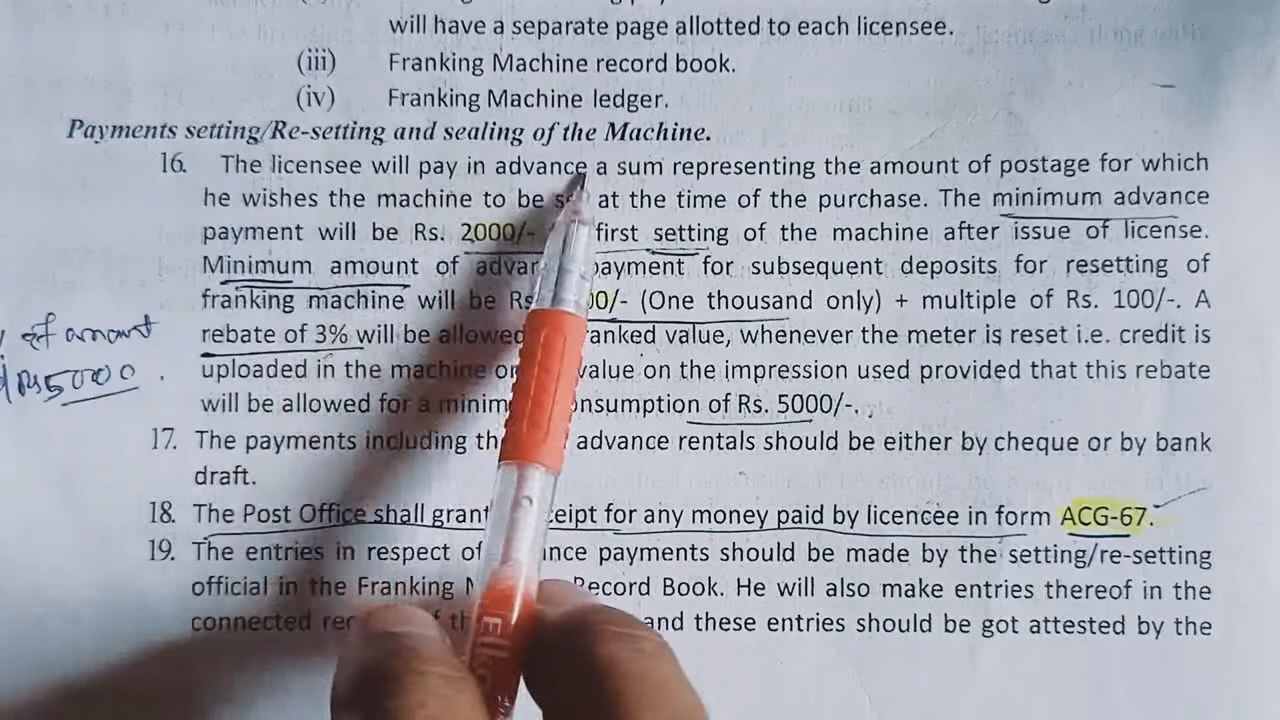 will have a separate page allotted to each licensee.
(iii) Franking Machine record book.
(iv) Franking Machine ledger.
Payments setting/Re-setting and sealing of the Machine.
16. The licensee will pay in advance a sum representing the amount of postage for which
he wishes the machine to be at the time of the purchase. The minimum advance
payment will be Rs. 2000/- first setting of the machine after issue of license.
Minimum amount of payment for subsequent deposits for resetting of
franking machine will be 00/- (One thousand only) + multiple of Rs. 100/-. A
rebate of 3% will be allowed value, whenever the meter is reset i.e. credit is
uploaded in the machine value on the impression used provided that this rebate
will be allowed for a of Rs. 5000/-.
17. The payments including advance rentals should be either by cheque or by bank
draft.
18. The Post Office shall grant for any money paid by licencee in form ACG-67.
19. The entries in respect of payments should be made by the setting/re-setting
official in the Franking Record Book. He will also make entries thereof in the
connected and these entries should be got attested by the
of amount
Rs 5000.
Elk